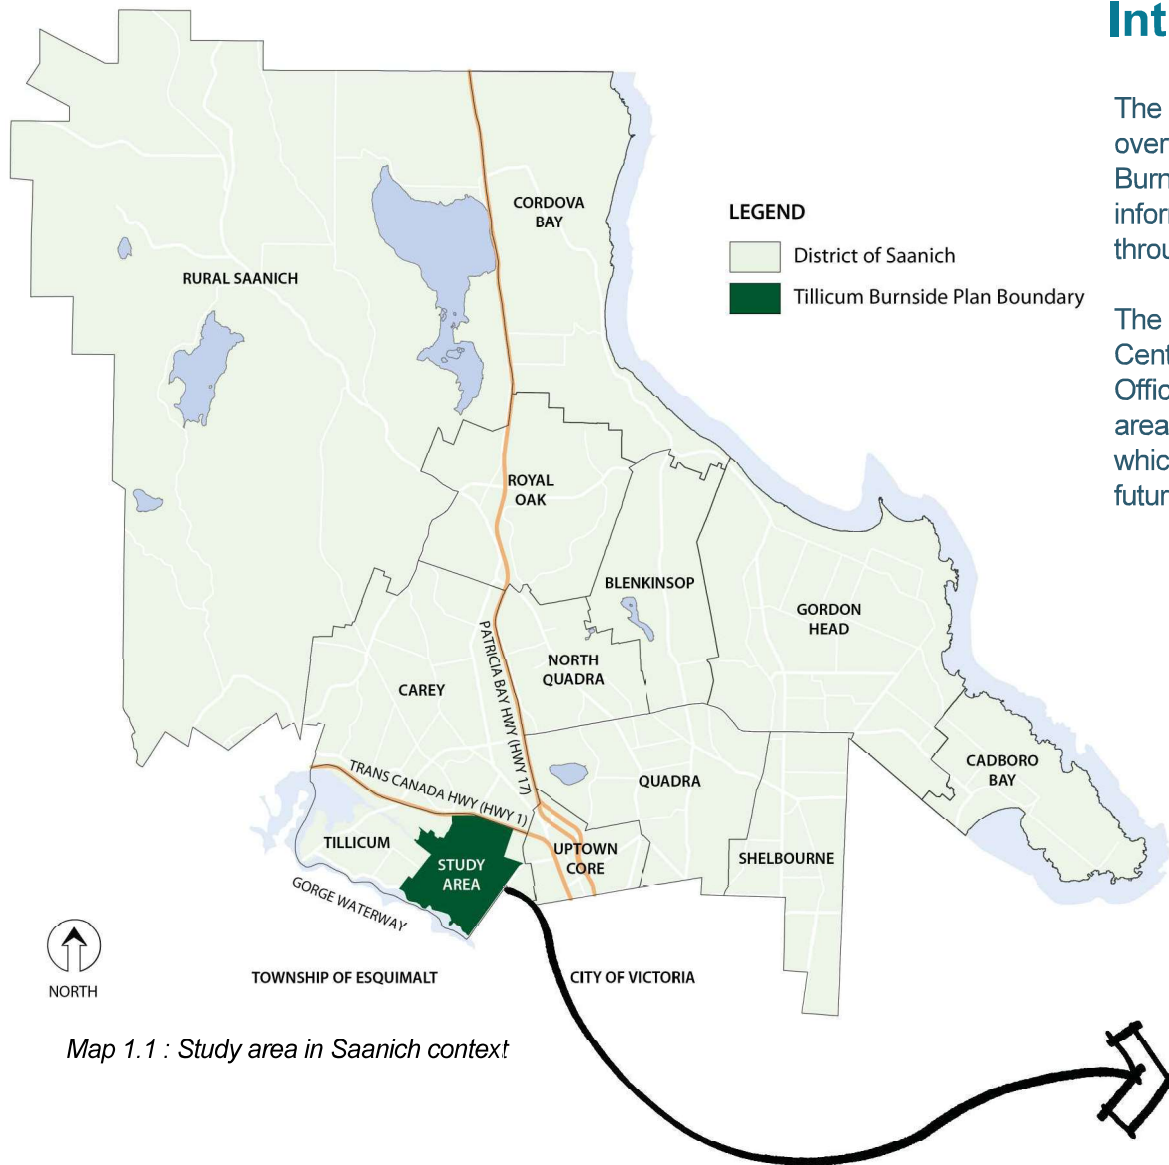 Int
The
over
Burn
infor
throu
The
Cent
Offic
area
whic
futur
CORDOVA
BAY
LEGEND
District of Saanich
Tillicum Burnside Plan Boundary
RURAL SAANICH
ROYAL
OAK
BLENKINSOP
GORDON
HEAD
PATRICIA BAY HWY (HWY 17)
NORTH
QUADRA
CAREY
CADBORO
BAY
QUADRA
TRANS CANADA HWY (HWY 1)
TILLICUM
UPTOWN
CORE
SHELBOURNE
STUDY
AREA
GORGE WATERWAY
NORTH
TOWNSHIP OF ESQUIMALT
CITY OF VICTORIA
Map 1.1 : Study area in Saanich context